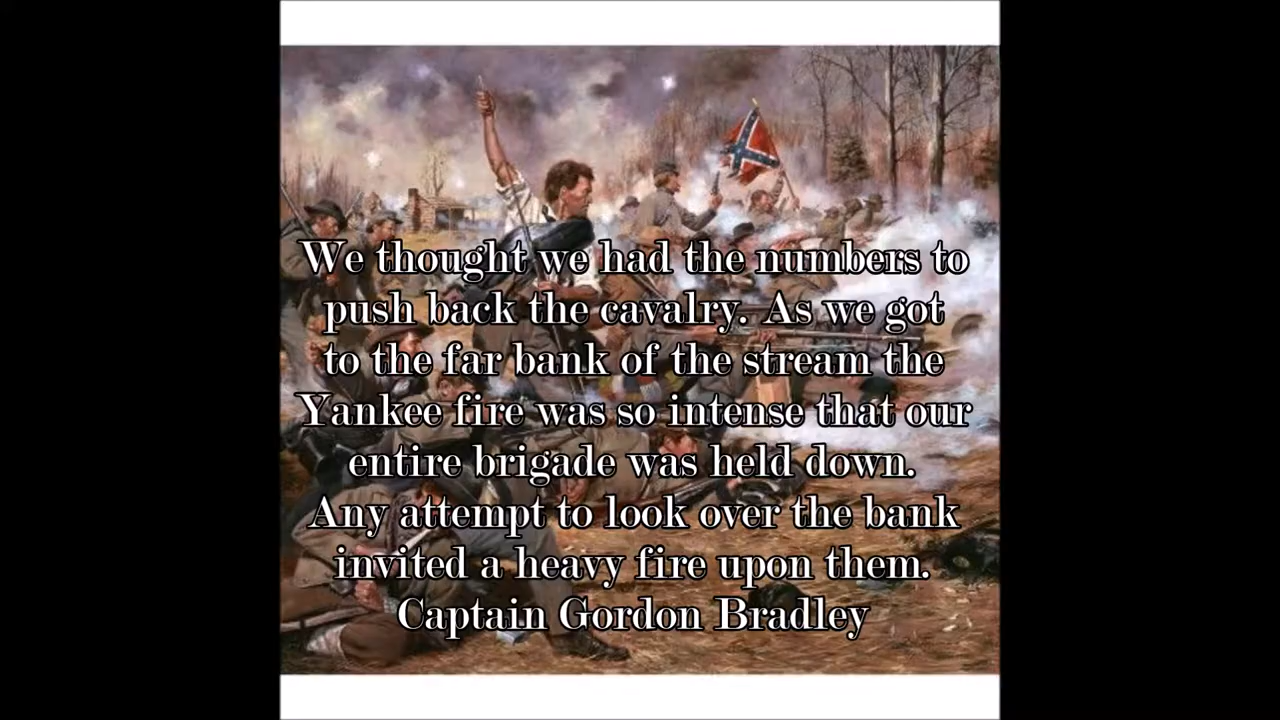 We thought we had the numbers to
push back the cavalry. As we got
to the far bank of the stream the
Yankee fire was so intense that our
entire brigade was held down.
Any attempt to look over the bank
invited a heavy fire upon them.
Captain Gordon Bradley